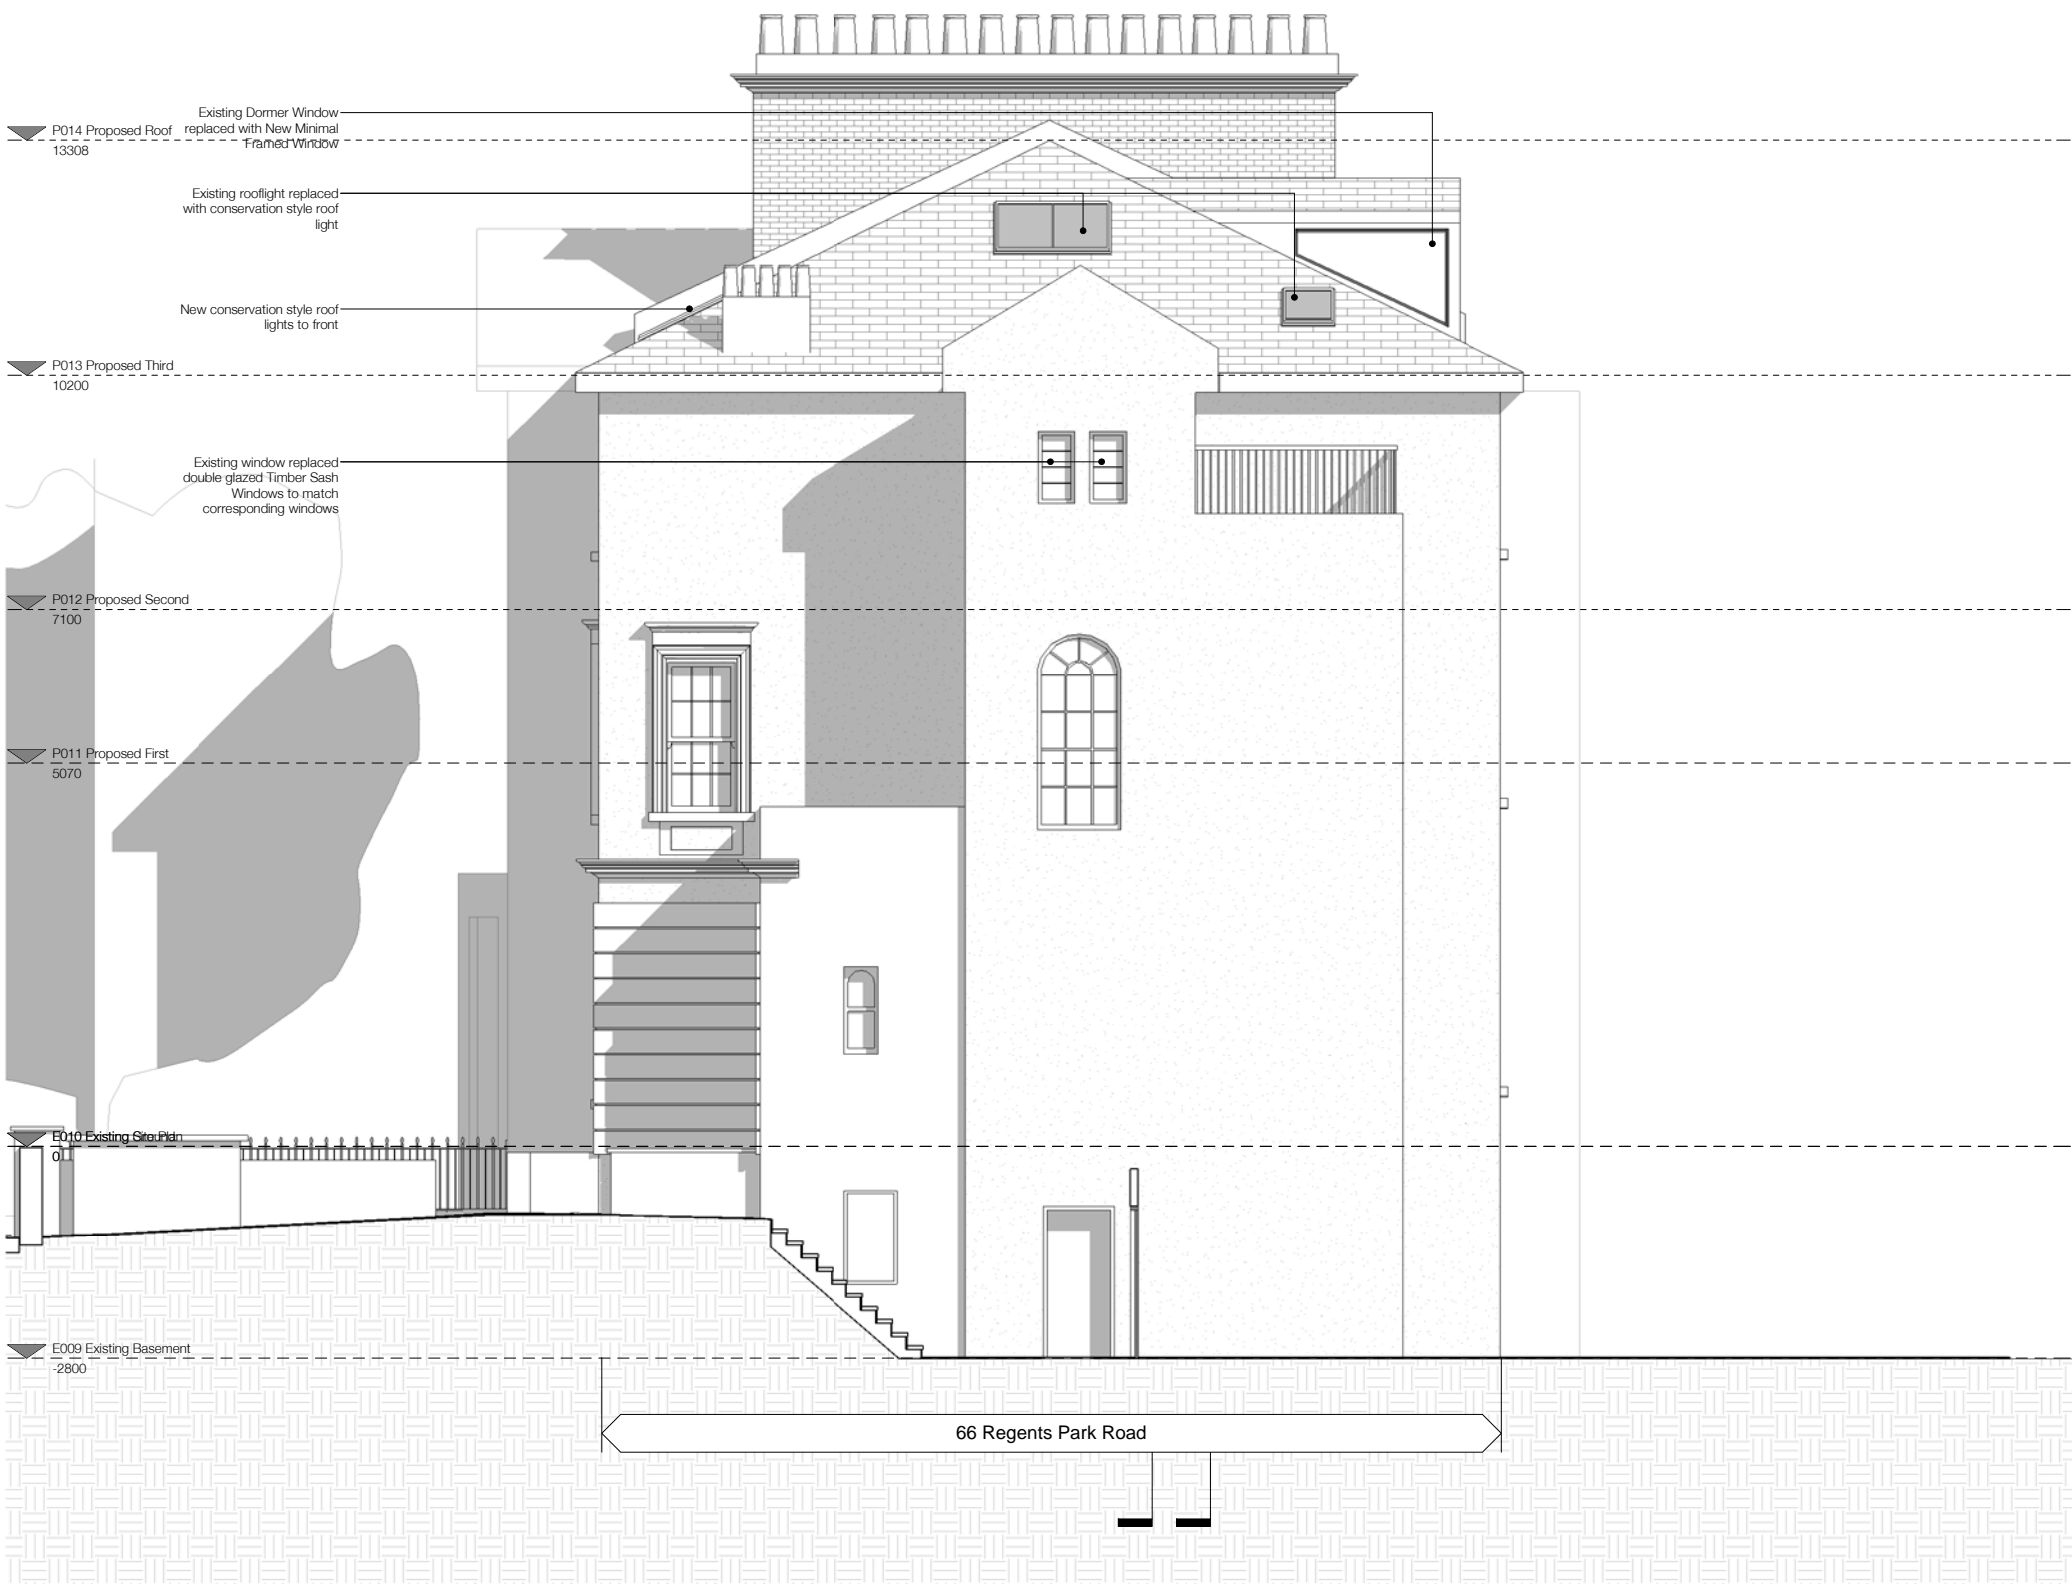 Existing Dormer Window
replaced with New Minimal
Framed Window
P014 Proposed Roof
13308
Existing rooflight replaced
with conservation style roof
light
New conservation style roof
lights to front
P013 Proposed Third
10200
Existing window replaced
double glazed Timber Sash
Windows to match
corresponding windows
P012 Proposed Second
7100
P011 Proposed First
5070
E010 Existing
0
E009 Existing Basement
-2800
66 Regents Park Road